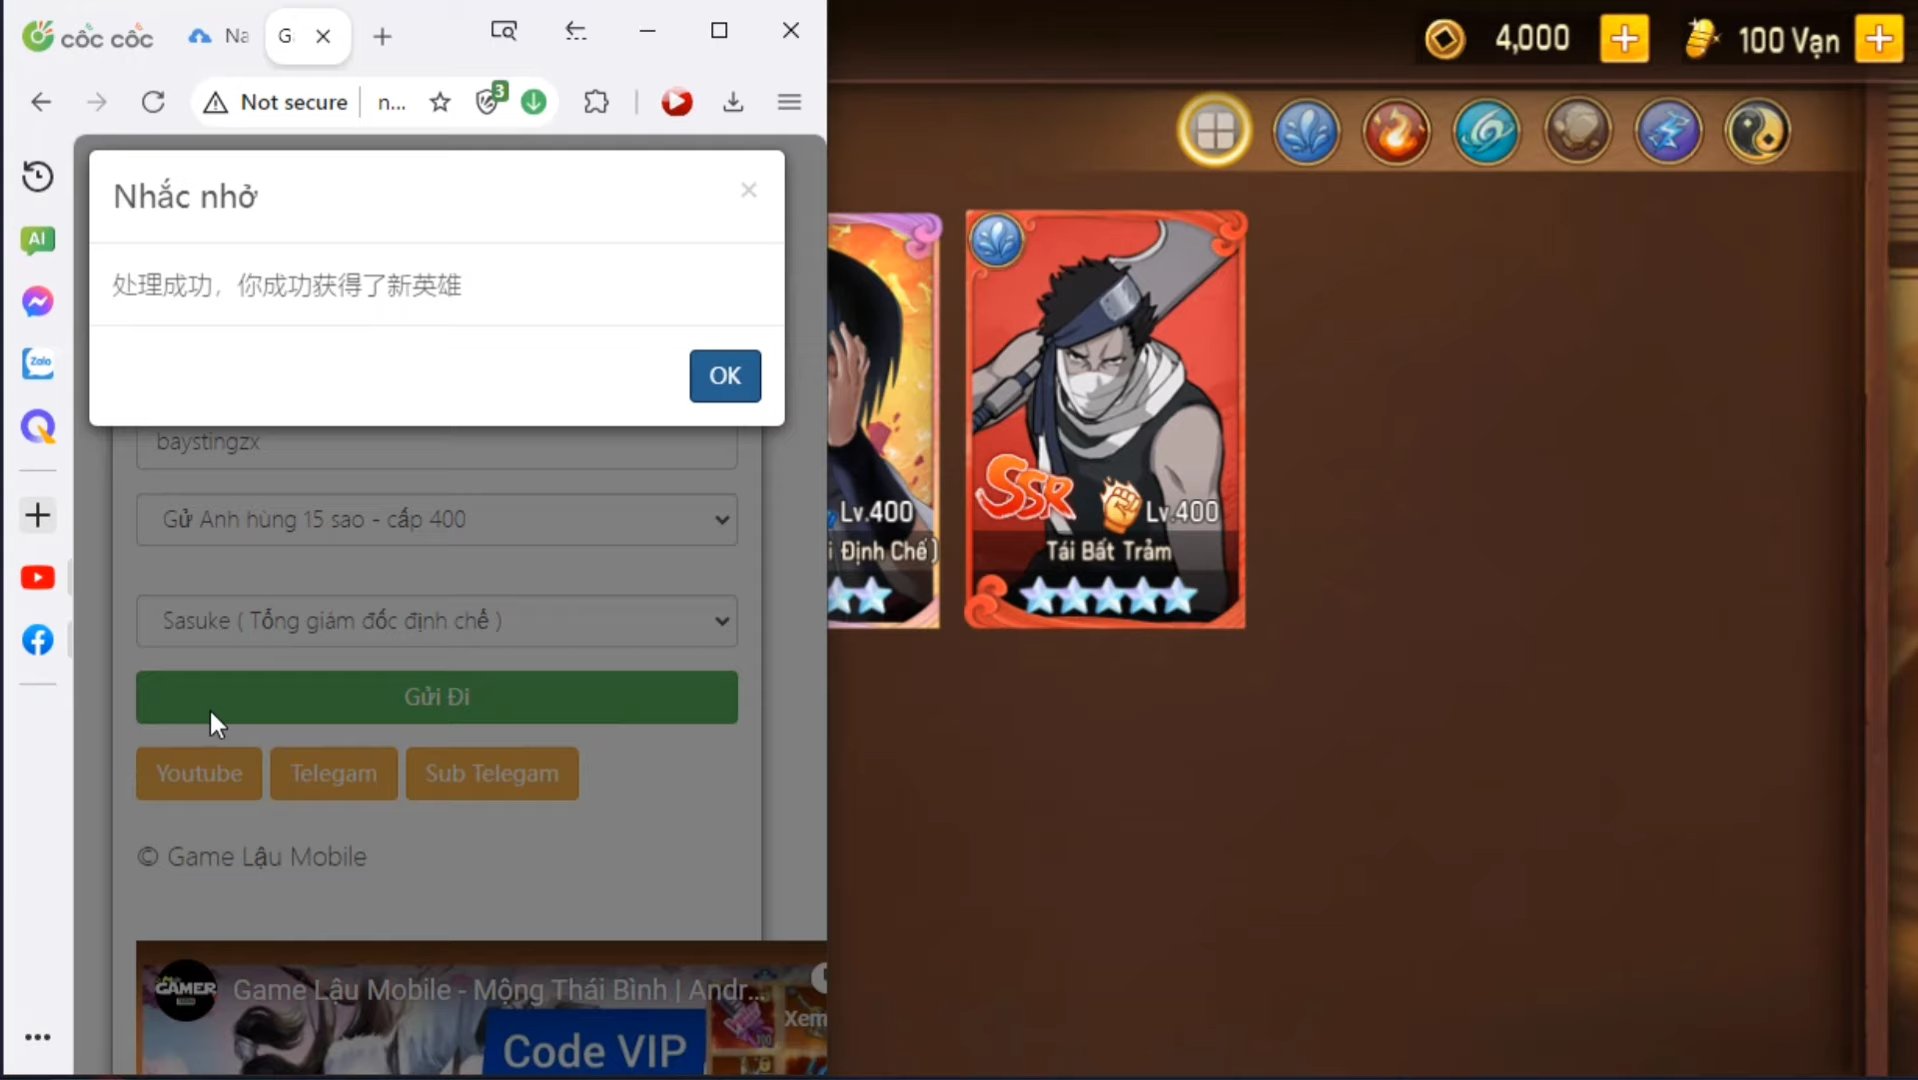 cốc cốc
Na
G
4,000
100 Vạn
Not secure
n...
3
AI
Zalo
Nhắc nhở
处理成功，你成功获得了新英雄
OK
baystingzx
Gử Anh hùng 15 sao - cấp 400
Sasuke ( Tổng giám đốc định chế )
Gửi Đi
Youtube
Telegam
Sub Telegam
© Game Lậu Mobile
Lv.400
i Định Chế)
SSR
Lv.400
Tái Bất Trảm
GAMER
Game Lậu Mobile - Mộng Thái Bình | Andr...
Xem
Code VIP